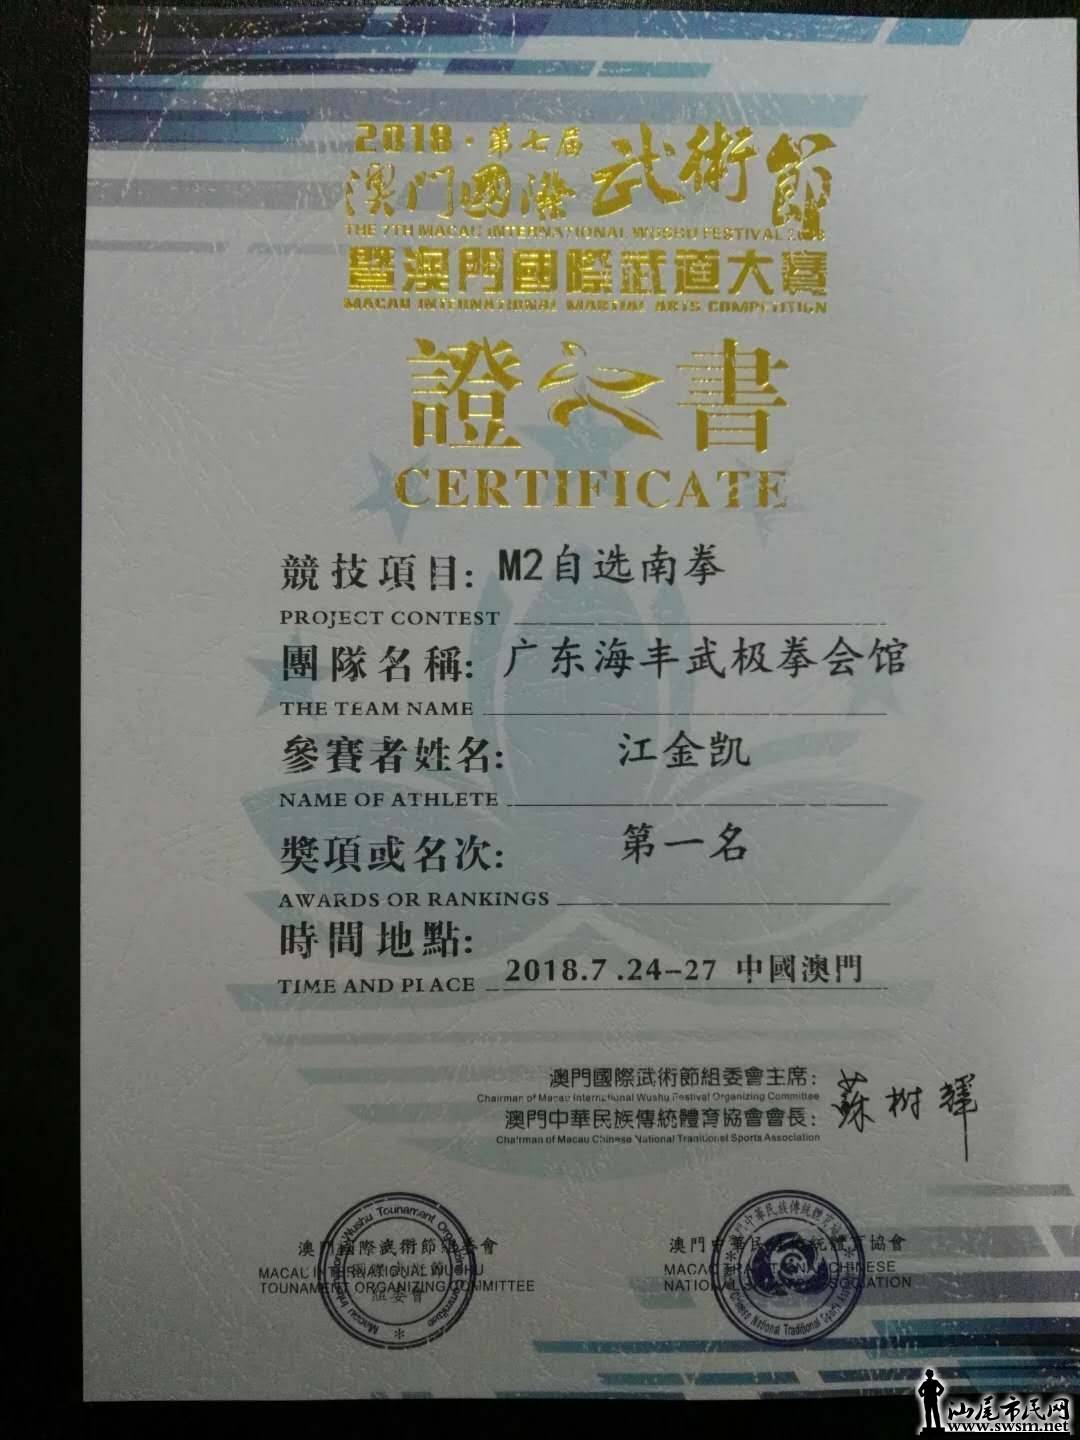 2018·第七届
澳门國際武術節
THE 7TH MACAU INTERNATIONAL WUSHU FESTIVAL 2018
暨澳門國際武道大賽
MACAU INTERNATIONAL MARTIAL ARTS COMPETITION
證書
CERTIFICATE
競技項目: M2自选南拳
PROJECT CONTEST
團隊名稱: 广东海丰武极拳会馆
THE TEAM NAME
參賽者姓名: 江金凯
NAME OF ATHLETE
獎項或名次: 第一名
AWARDS OR RANKINGS
時間地點: 2018.7.24-27 中國澳門
TIME AND PLACE
澳門國際武術節組委會主席:
Chairman of Macau International Wushu Festival Organizing Committee
澳門中華民族傳統體育協會會長: 蘇樹輝
Chairman of Macau Chinese National Traditional Sports Association
澳門國際武術節組委會
MACAU INTERNATIONAL WUSHU
TOUNAMENT ORGANIZING COMMITTEE
組委會
澳門中華民族傳統體育協會
MACAU TRADITIONAL CHINESE
NATIONAL SPORTS ASSOCIATION
汕尾市民网
www.swsm.net